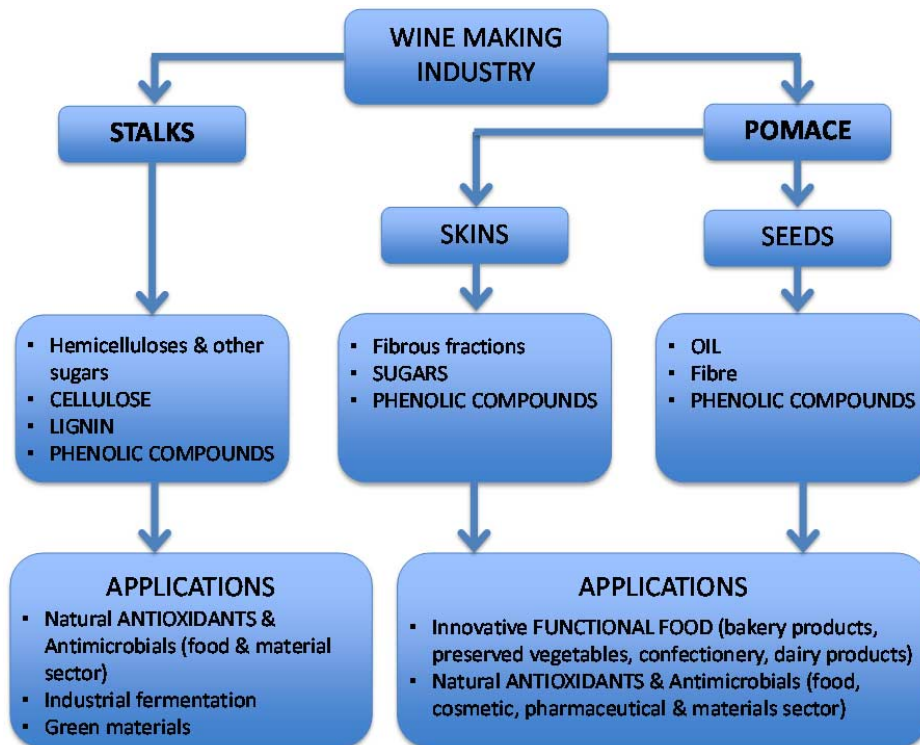 WINE MAKING
INDUSTRY
STALKS
POMACE
SKINS
SEEDS
▪ Hemicelluloses & other
sugars
▪ CELLULOSE
▪ LIGNIN
▪ PHENOLIC COMPOUNDS
▪ Fibrous fractions
▪ SUGARS
▪ PHENOLIC COMPOUNDS
▪ OIL
▪ Fibre
▪ PHENOLIC COMPOUNDS
APPLICATIONS
▪ Natural ANTIOXIDANTS &
Antimicrobials (food & material
sector)
▪ Industrial fermentation
▪ Green materials
APPLICATIONS
▪ Innovative FUNCTIONAL FOOD (bakery products,
preserved vegetables, confectionery, dairy products)
▪ Natural ANTIOXIDANTS & Antimicrobials (food,
cosmetic, pharmaceutical & materials sector)